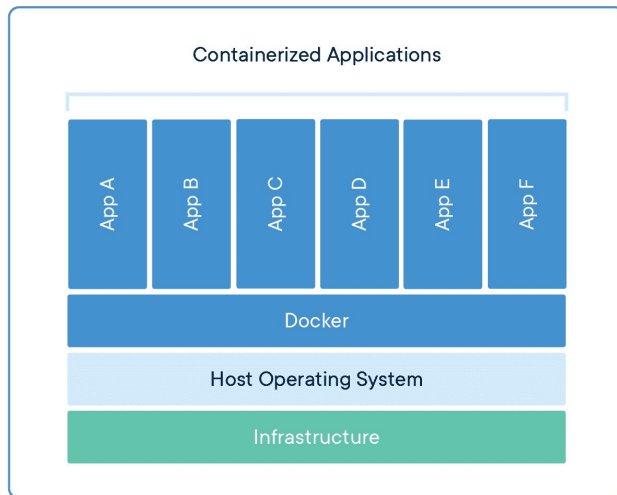 Containerized Applications
App A
App B
App C
App D
App E
App F
Docker
Host Operating System
Infrastructure